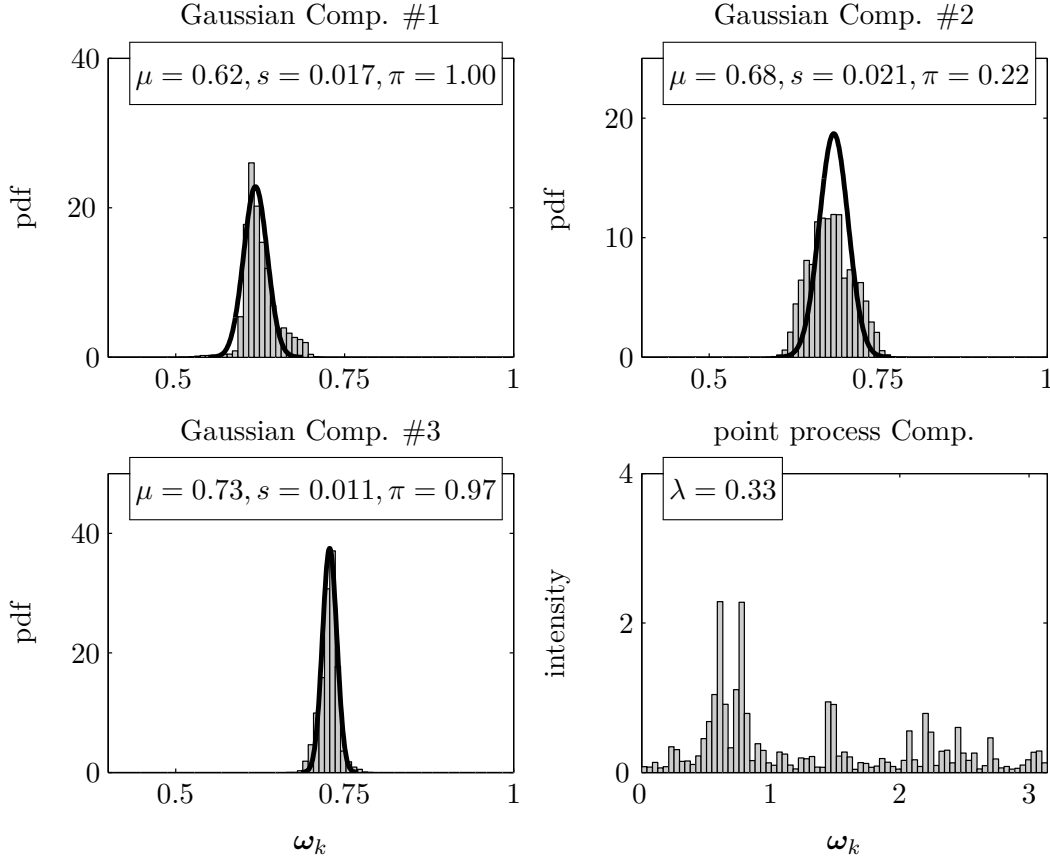 Gaussian Comp. #1
μ = 0.62, s = 0.017, π = 1.00
40
20
0
pdf
0.5 0.75 1
Gaussian Comp. #2
μ = 0.68, s = 0.021, π = 0.22
20
10
0
pdf
0.5 0.75 1
Gaussian Comp. #3
μ = 0.73, s = 0.011, π = 0.97
40
20
0
pdf
0.5 0.75 1
ω_k
point process Comp.
λ = 0.33
4
2
0
intensity
0 1 2 3
ω_k